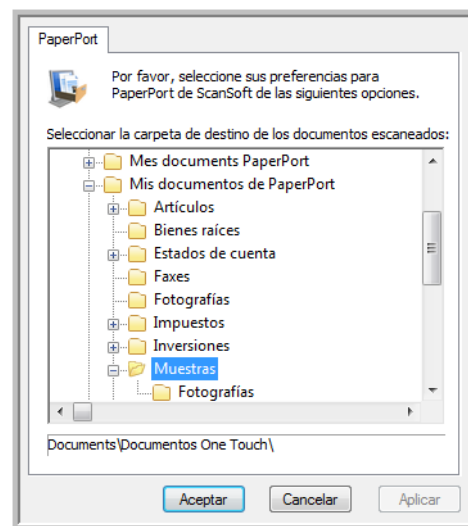 PaperPort
Por favor, seleccione sus preferencias para
PaperPort de ScanSoft de las siguientes opciones.
Seleccionar la carpeta de destino de los documentos escaneados:
Mes documents PaperPort
Mis documentos de PaperPort
Artículos
Bienes raíces
Estados de cuenta
Faxes
Fotografías
Impuestos
Inversiones
Muestras
Fotografías
Documents\Documentos One Touch\
Aceptar Cancelar Aplicar